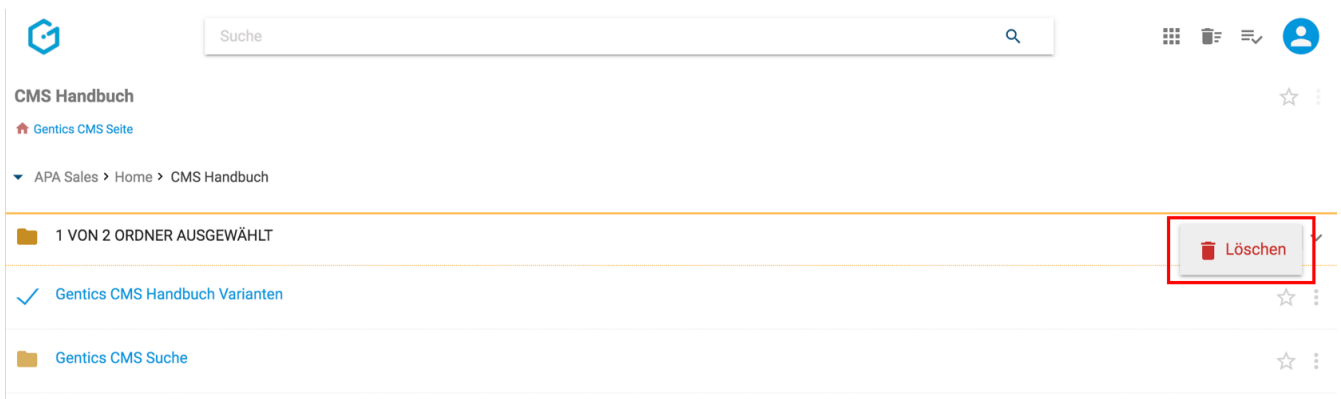 Suche
CMS Handbuch
Gentics CMS Seite
APA Sales > Home > CMS Handbuch
1 VON 2 ORDNER AUSGEWÄHLT
Löschen
Gentics CMS Handbuch Varianten
Gentics CMS Suche